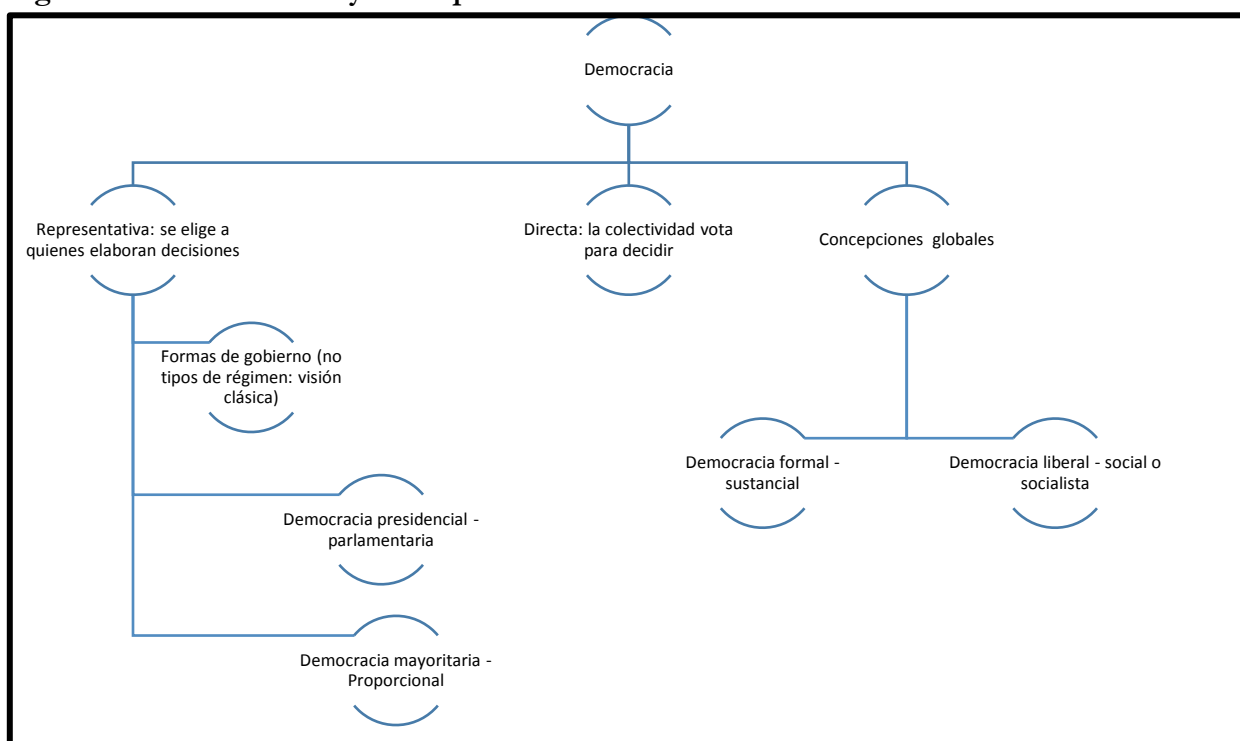 Democracia
Representativa: se elige a
quienes elaboran decisiones
Directa: la colectividad vota
para decidir
Concepciones globales
Formas de gobierno (no
tipos de régimen: visión
clásica)
Democracia formal -
sustancial
Democracia liberal - social o
socialista
Democracia presidencial -
parlamentaria
Democracia mayoritaria -
Proporcional